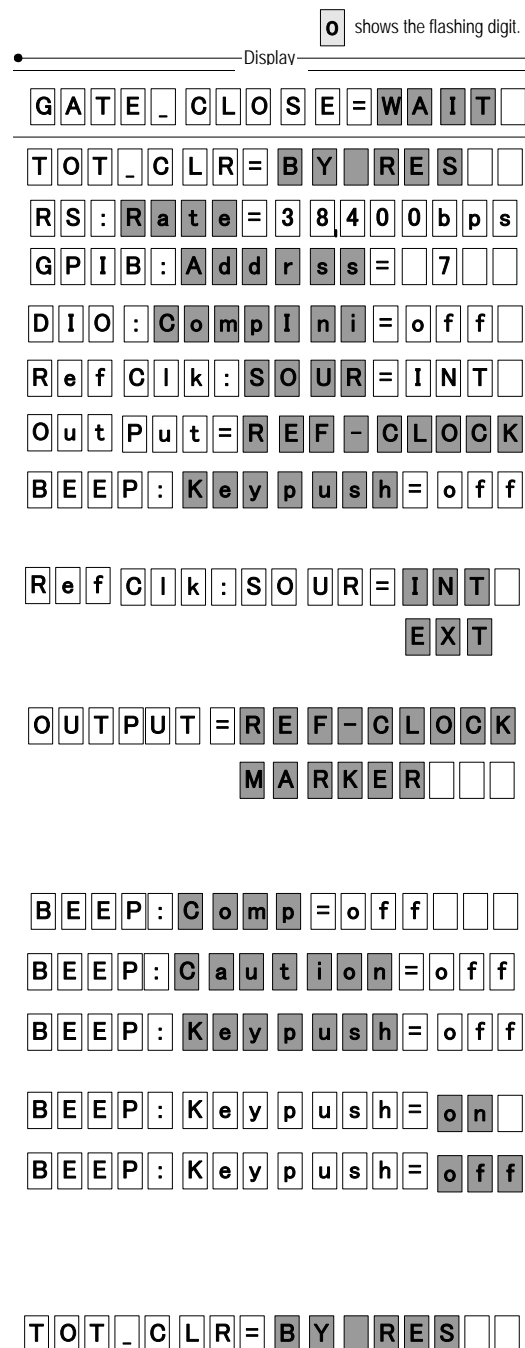 o shows the flashing digit.
Display
GATE_CLOSE=WAIT
TOT_CLR=BY RES
RS:Rate=38,400bps
GPIB:Addrss= 7
DIO:CompIni=off
RefClk:SOUR=INT
OutPut=REF-CLOCK
BEEP:Keypush=off
RefClk:SOUR=INT
EXT
OUTPUT=REF-CLOCK
MARKER
BEEP:Comp=off
BEEP:Caution=off
BEEP:Keypush=off
BEEP:Keypush=on
BEEP:Keypush=off
TOT_CLR=BY RES